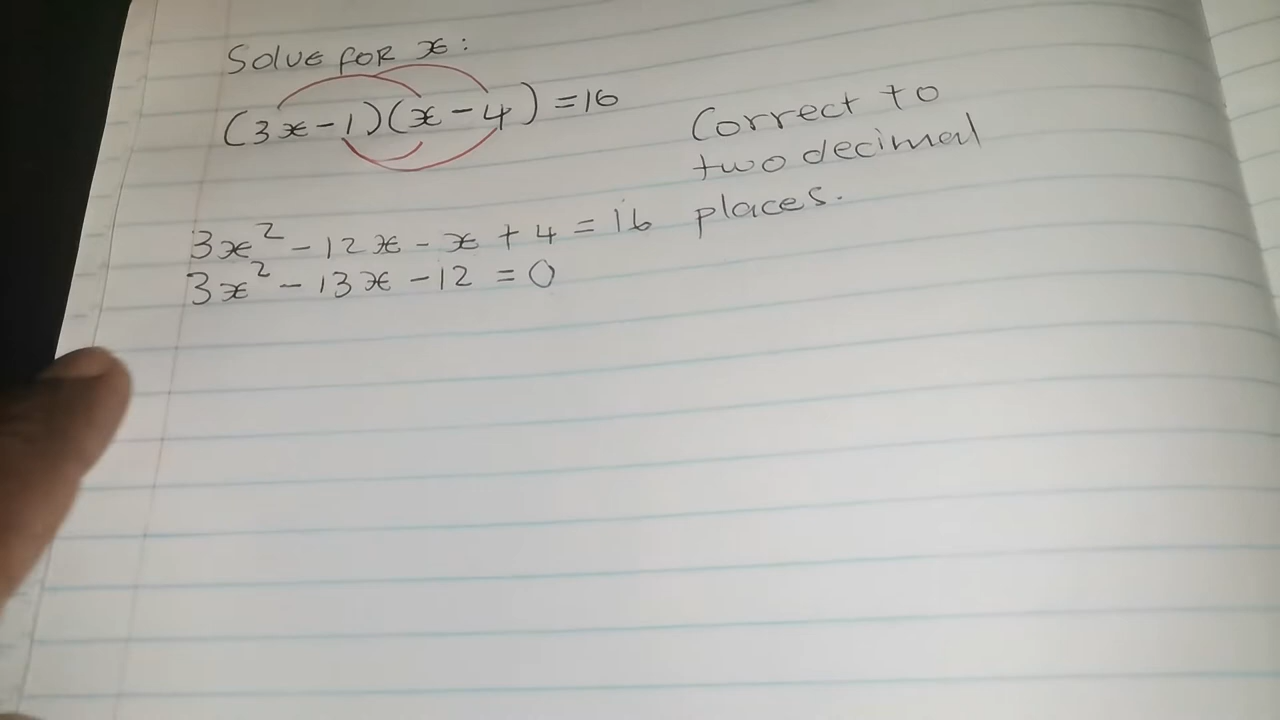 Solve for x:
(3x-1)(x-4) = 16
Correct to
two decimal
places.
3x² - 12x - x + 4 = 16
3x² - 13x - 12 = 0